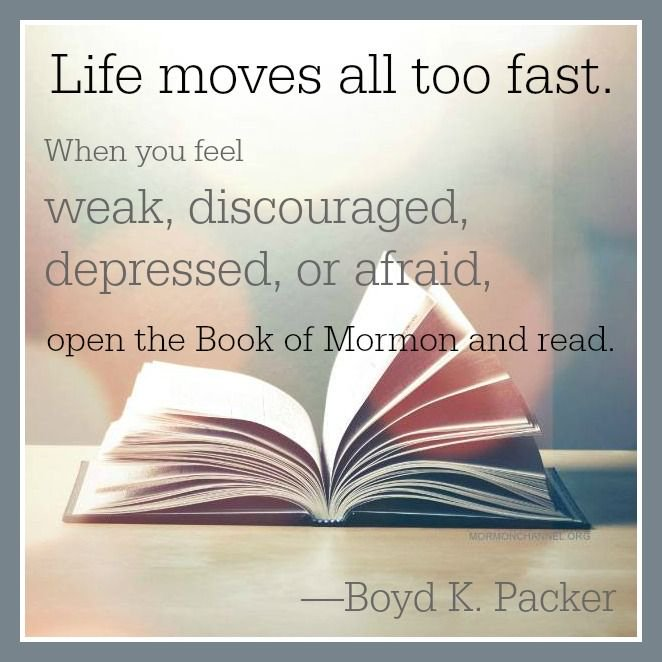 Life moves all too fast.
When you feel
weak, discouraged,
depressed, or afraid,
open the Book of Mormon and read.
MORMONCHANNEL.ORG
—Boyd K. Packer